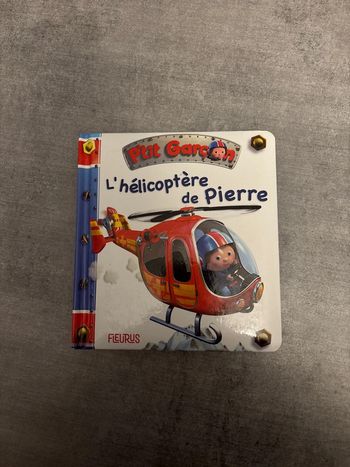 P'tit Garçon
L'hélicoptère
de Pierre
FLEURUS